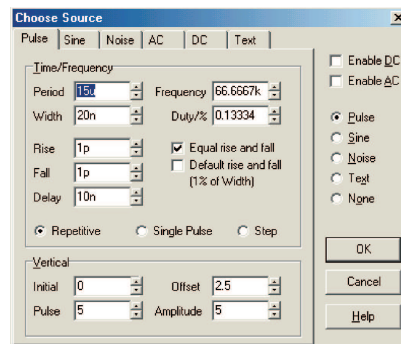 Choose Source
Pulse Sine Noise AC DC Text
Time/Frequency
Period 15u Frequency 66.6667k
Width 20n Duty/% 0.13334
Rise 1p Equal rise and fall
Fall 1p Default rise and fall
(1% of Width)
Delay 10n
Repetitive Single Pulse Step
Vertical
Initial 0 Offset 2.5
Pulse 5 Amplitude 5
Enable DC
Enable AC
Pulse
Sine
Noise
Text
None
OK
Cancel
Help